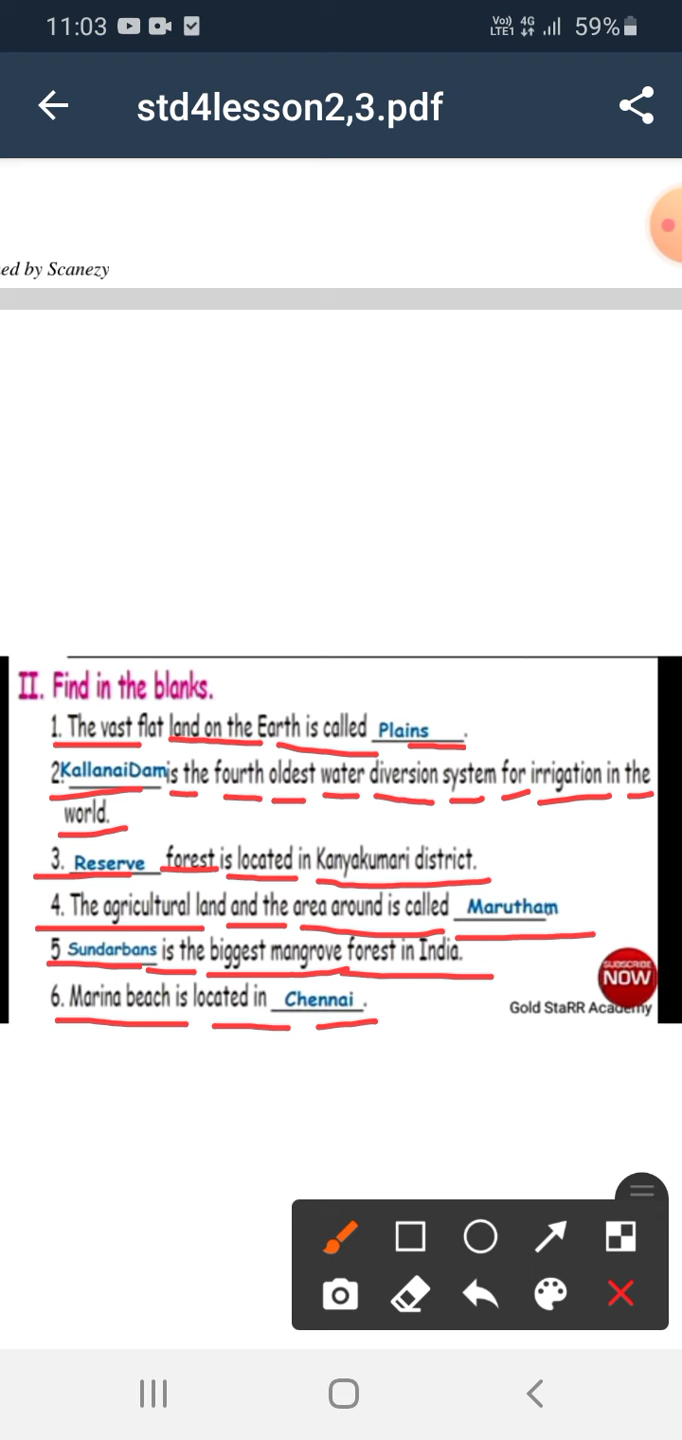 11:03
Vo)) LTE1 4G 59%
std4lesson2,3.pdf
ed by Scanezy
II. Find in the blanks.
1. The vast flat land on the Earth is called Plains.
2. KallanaiDam is the fourth oldest water diversion system for irrigation in the
world.
3. Reserve forest is located in Kanyakumari district.
4. The agricultural land and the area around is called Marutham
5 Sundarbans is the biggest mangrove forest in India.
6. Marina beach is located in Chennai.
SUBSCRIBE
NOW
Gold StaRR Academy